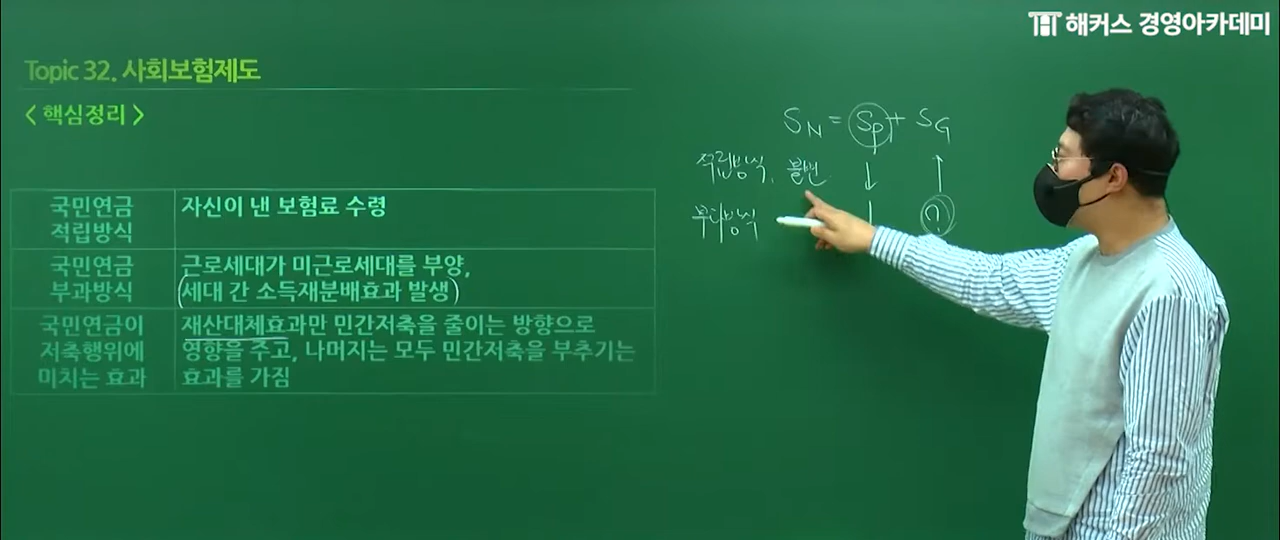 해커스 경영아카데미
Topic 32. 사회보험제도
< 핵심정리 >
국민연금
적립방식
자신이 낸 보험료 수령
국민연금
부과방식
근로세대가 미근로세대를 부양,
(세대 간 소득재분배효과 발생)
국민연금이
저축행위에
미치는 효과
재산대체효과만 민간저축을 줄이는 방향으로
영향을 주고, 나머지는 모두 민간저축을 부추기는
효과를 가짐
S_N = S_P + S_G
적립방식, 불변 ↓ ↑
부과방식 ↓ ?